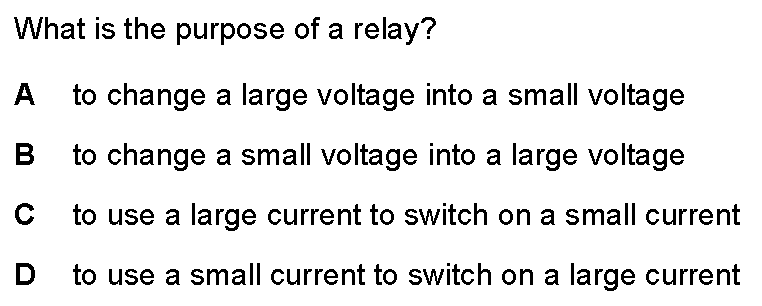 What is the purpose of a relay?
A to change a large voltage into a small voltage
B to change a small voltage into a large voltage
C to use a large current to switch on a small current
D to use a small current to switch on a large current